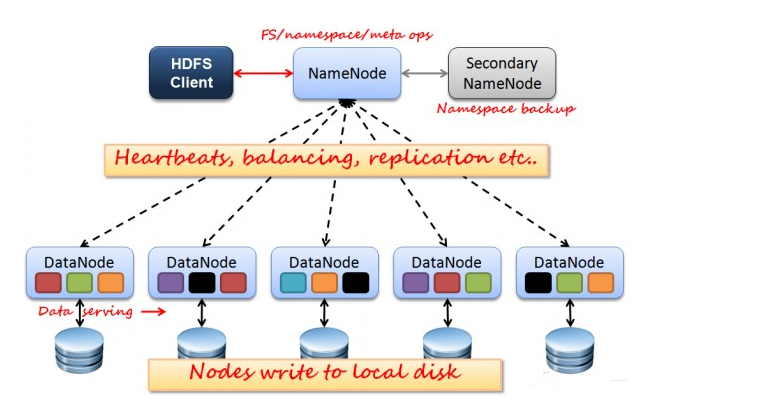 FS/namespace/meta ops
HDFS
Client
NameNode
Secondary
NameNode
Namespace backup
Heartbeats, balancing, replication etc..
DataNode
DataNode
DataNode
DataNode
DataNode
Data serving
Nodes write to local disk